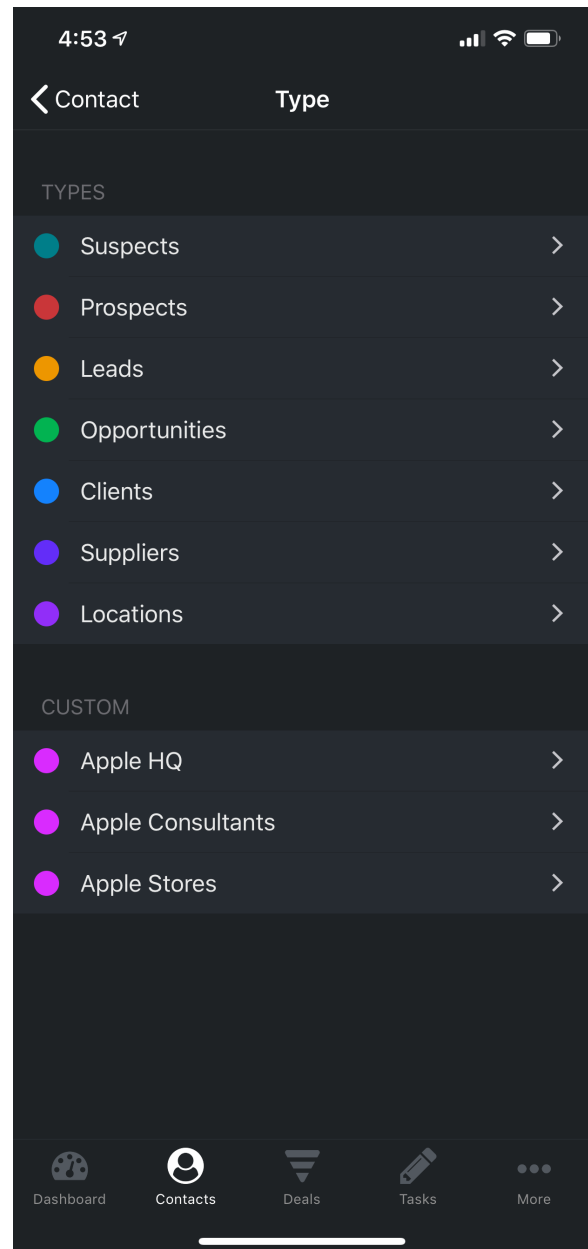 4:53
Contact
Type
TYPES
Suspects
Prospects
Leads
Opportunities
Clients
Suppliers
Locations
CUSTOM
Apple HQ
Apple Consultants
Apple Stores
Dashboard Contacts Deals Tasks More